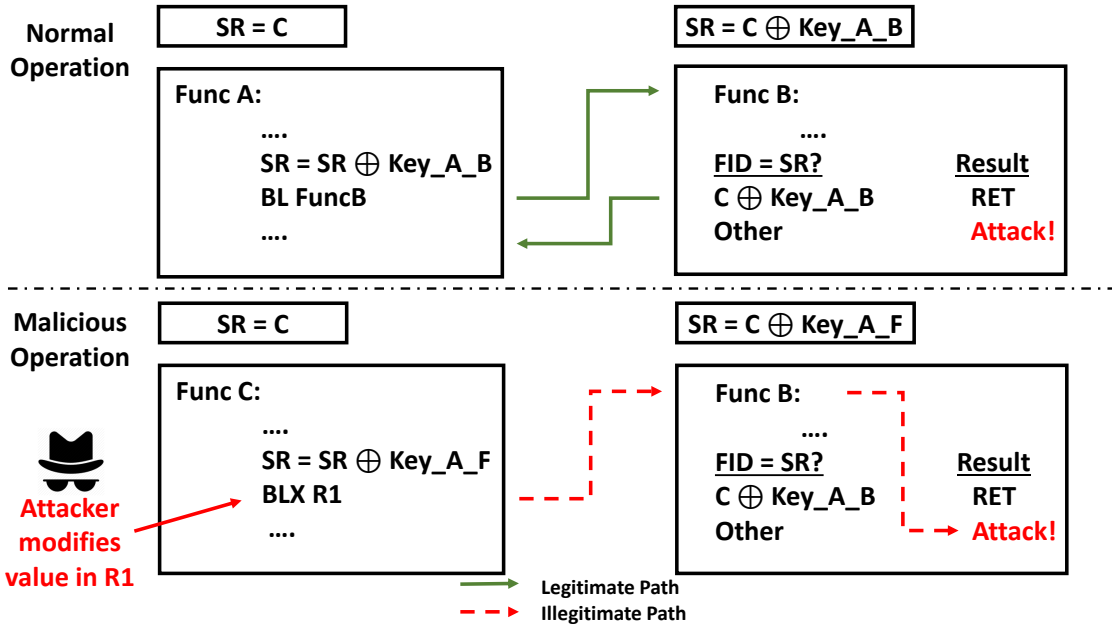 Normal
Operation
SR = C
SR = C ⊕ Key_A_B
Func A:
....
SR = SR ⊕ Key_A_B
BL FuncB
....
Func B:
....
FID = SR? Result
C ⊕ Key_A_B RET
Other Attack!
Malicious
Operation
SR = C
SR = C ⊕ Key_A_F
Attacker
modifies
value in R1
Func C:
....
SR = SR ⊕ Key_A_F
BLX R1
....
Func B:
....
FID = SR? Result
C ⊕ Key_A_B RET
Other Attack!
Legitimate Path
Illegitimate Path